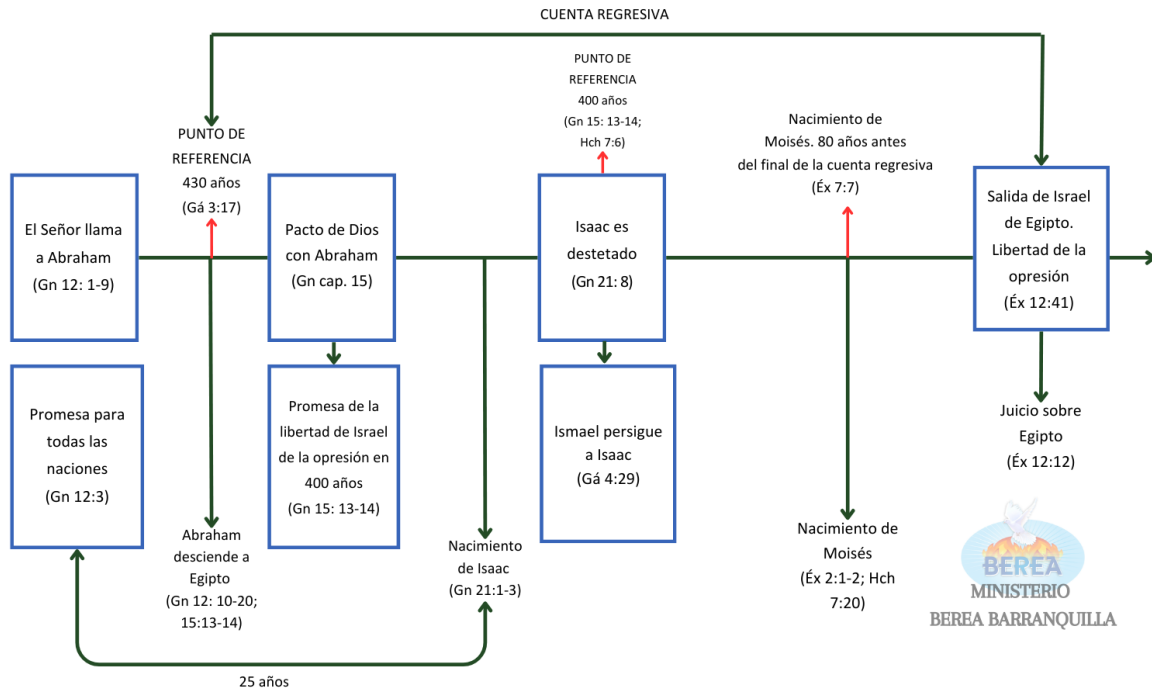 CUENTA REGRESIVA
PUNTO DE
REFERENCIA
430 años
(Gá 3:17)
PUNTO DE
REFERENCIA
400 años
(Gn 15: 13-14;
Hch 7:6)
Nacimiento de
Moisés. 80 años antes
del final de la cuenta regresiva
(Éx 7:7)
El Señor llama
a Abraham
(Gn 12: 1-9)
Pacto de Dios
con Abraham
(Gn cap. 15)
Isaac es
destetado
(Gn 21: 8)
Salida de Israel
de Egipto.
Libertad de la
opresión
(Éx 12:41)
Promesa para
todas las
naciones
(Gn 12:3)
Promesa de la
libertad de Israel
de la opresión en
400 años
(Gn 15: 13-14)
Ismael persigue
a Isaac
(Gá 4:29)
Juicio sobre
Egipto
(Éx 12:12)
Abraham
desciende a
Egipto
(Gn 12: 10-20;
15:13-14)
Nacimiento
de Isaac
(Gn 21:1-3)
Nacimiento de
Moisés
(Éx 2:1-2; Hch
7:20)
BEREA
MINISTERIO
BEREA BARRANQUILLA
25 años